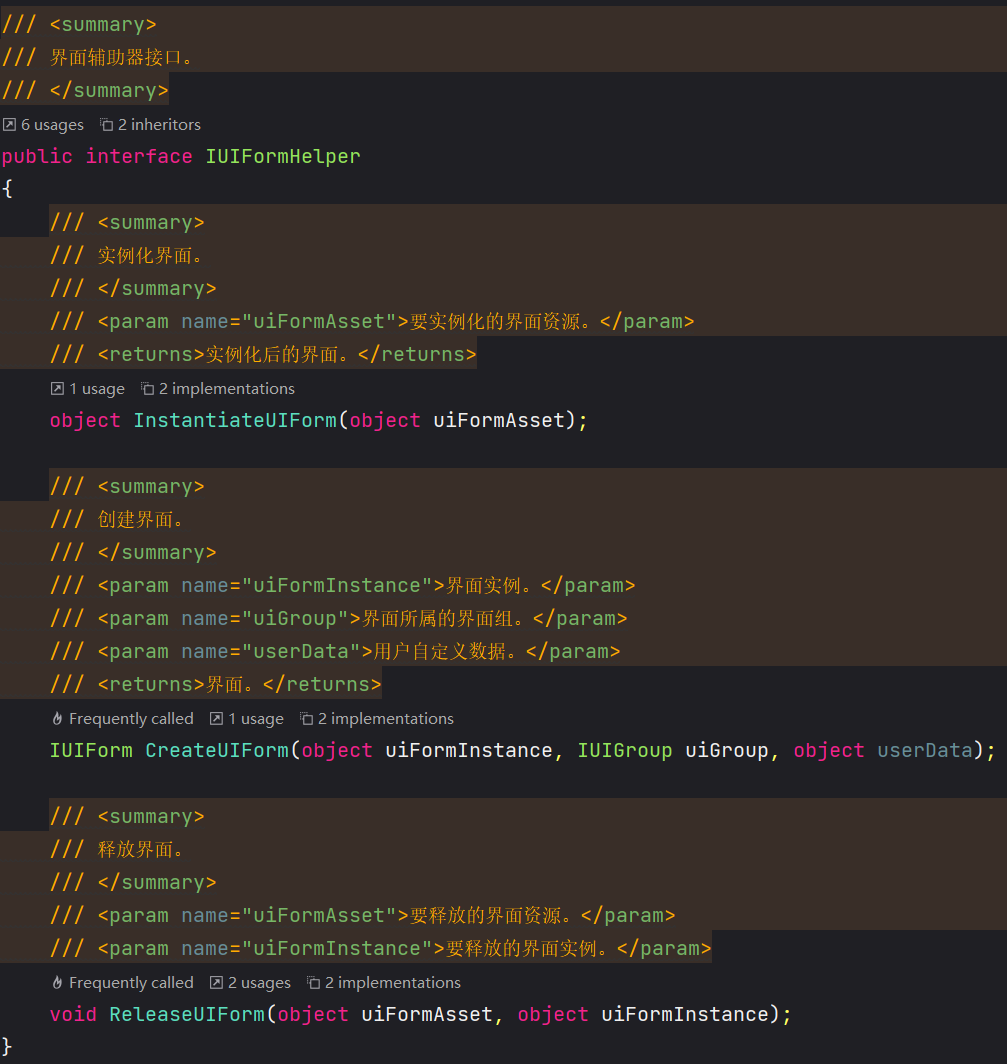 /// <summary>
/// 界面辅助器接口。
/// </summary>
6 usages 2 inheritors
public interface IUIFormHelper
{
/// <summary>
/// 实例化界面。
/// </summary>
/// <param name="uiFormAsset">要实例化的界面资源。</param>
/// <returns>实例化后的界面。</returns>
1 usage 2 implementations
object InstantiateUIForm(object uiFormAsset);
/// <summary>
/// 创建界面。
/// </summary>
/// <param name="uiFormInstance">界面实例。</param>
/// <param name="uiGroup">界面所属的界面组。</param>
/// <param name="userData">用户自定义数据。</param>
/// <returns>界面。</returns>
Frequently called 1 usage 2 implementations
IUIForm CreateUIForm(object uiFormInstance, IUIGroup uiGroup, object userData);
/// <summary>
/// 释放界面。
/// </summary>
/// <param name="uiFormAsset">要释放的界面资源。</param>
/// <param name="uiFormInstance">要释放的界面实例。</param>
Frequently called 2 usages 2 implementations
void ReleaseUIForm(object uiFormAsset, object uiFormInstance);
}